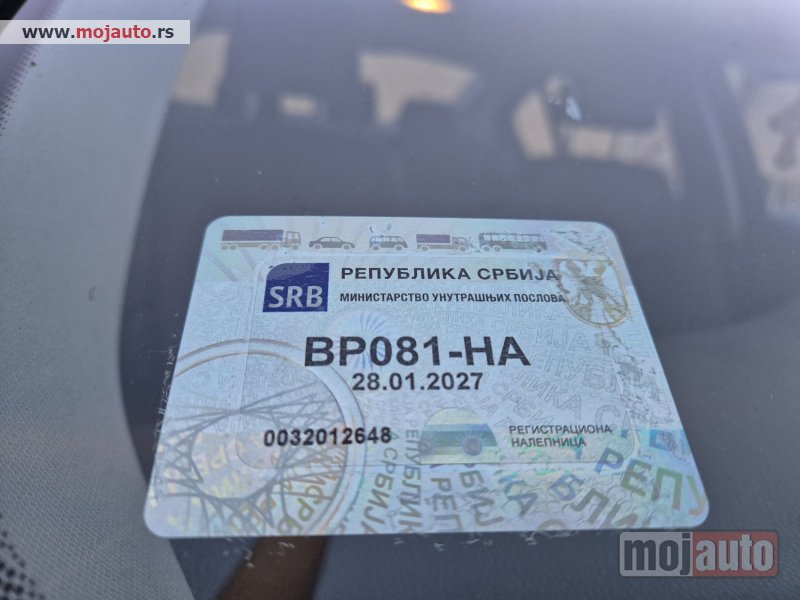 www.mojauto.rs
РЕПУБЛИКА СРБИЈА
SRB
МИНИСТАРСТВО УНУТРАШЊИХ ПОСЛОВА
BP081-HA
28.01.2027
0032012648
РЕГИСТРАЦИОНА
НАЛЕПНИЦА
mojauto